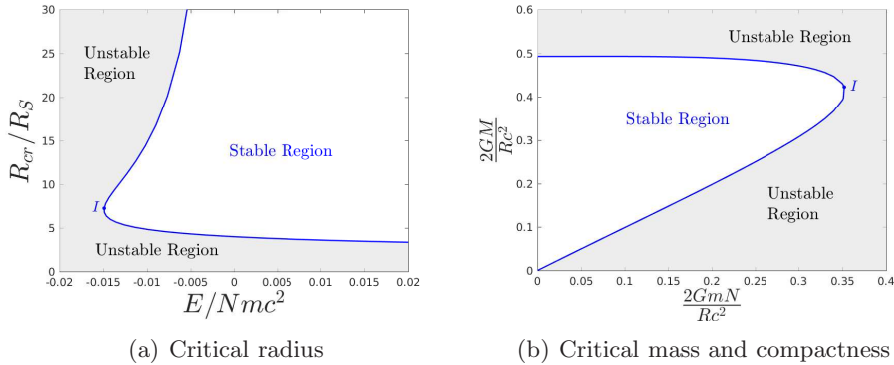 30
25
20
15
10
5
0
R_{cr}/R_S
Unstable
Region
Stable Region
I
Unstable Region
-0.02
-0.015
-0.01
-0.005
0
0.005
0.01
0.015
0.02
E/Nmc^2
(a) Critical radius
0.6
0.5
0.4
0.3
0.2
0.1
0
\frac{2GM}{Rc^2}
Unstable Region
I
Stable Region
Unstable
Region
0
0.05
0.1
0.15
0.2
0.25
0.3
0.35
0.4
\frac{2GmN}{Rc^2}
(b) Critical mass and compactness